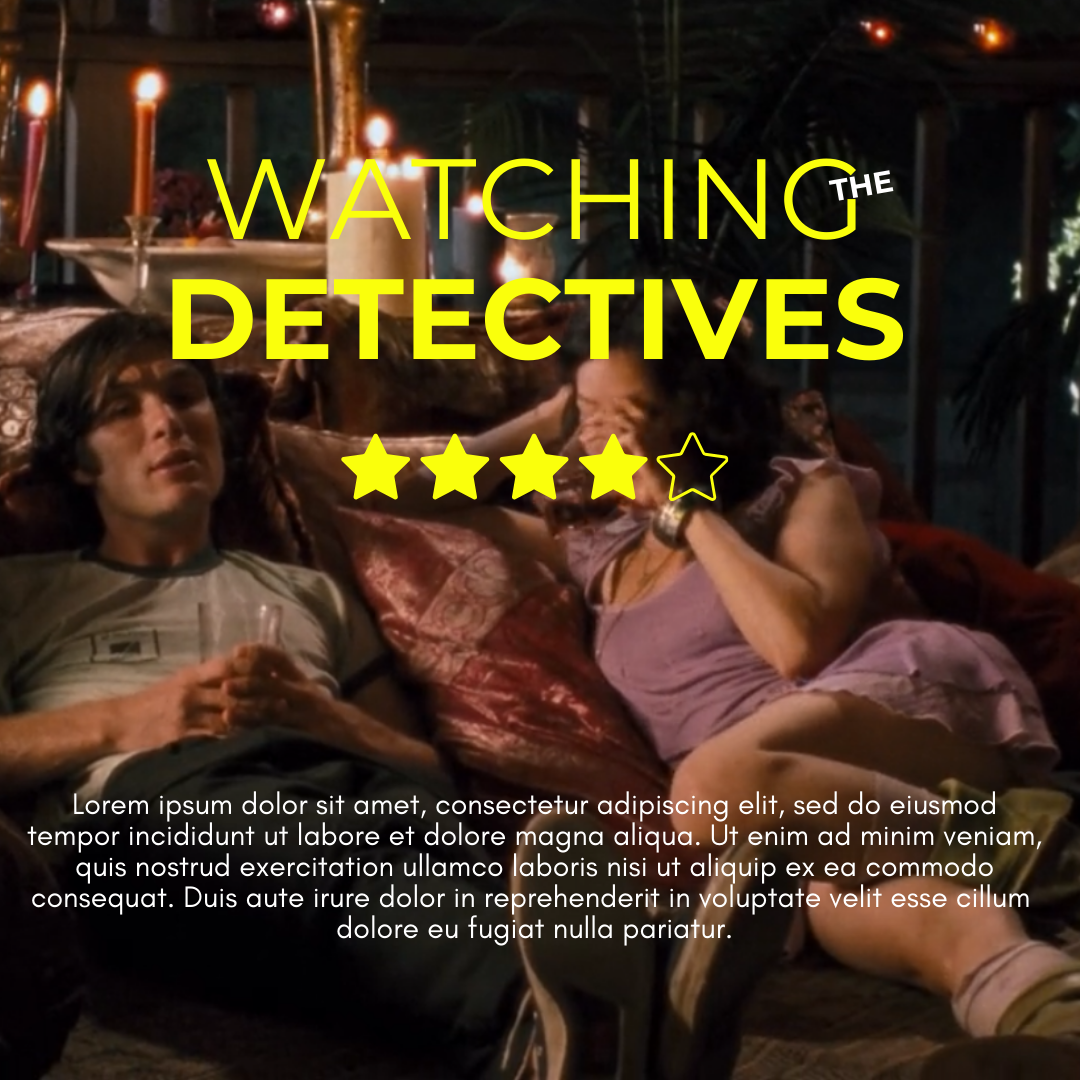 WATCHING THE
DETECTIVES
Lorem ipsum dolor sit amet, consectetur adipiscing elit, sed do eiusmod
tempor incididunt ut labore et dolore magna aliqua. Ut enim ad minim veniam,
quis nostrud exercitation ullamco laboris nisi ut aliquip ex ea commodo
consequat. Duis aute irure dolor in reprehenderit in voluptate velit esse cillum
dolore eu fugiat nulla pariatur.